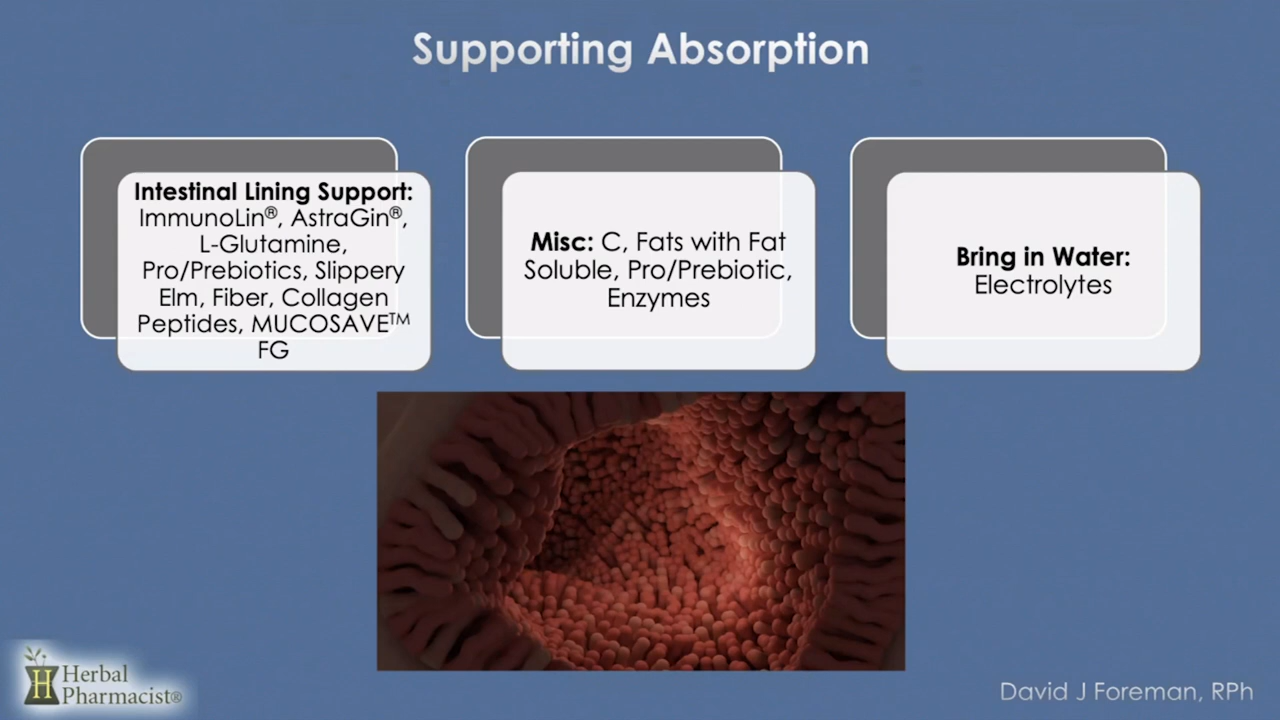 Supporting Absorption
Intestinal Lining Support:
ImmunoLin®, AstraGin®,
L-Glutamine,
Pro/Prebiotics, Slippery
Elm, Fiber, Collagen
Peptides, MUCOSAVE™
FG
Misc: C, Fats with Fat
Soluble, Pro/Prebiotic,
Enzymes
Bring in Water:
Electrolytes
H
Herbal
Pharmacist®
David J Foreman, RPh